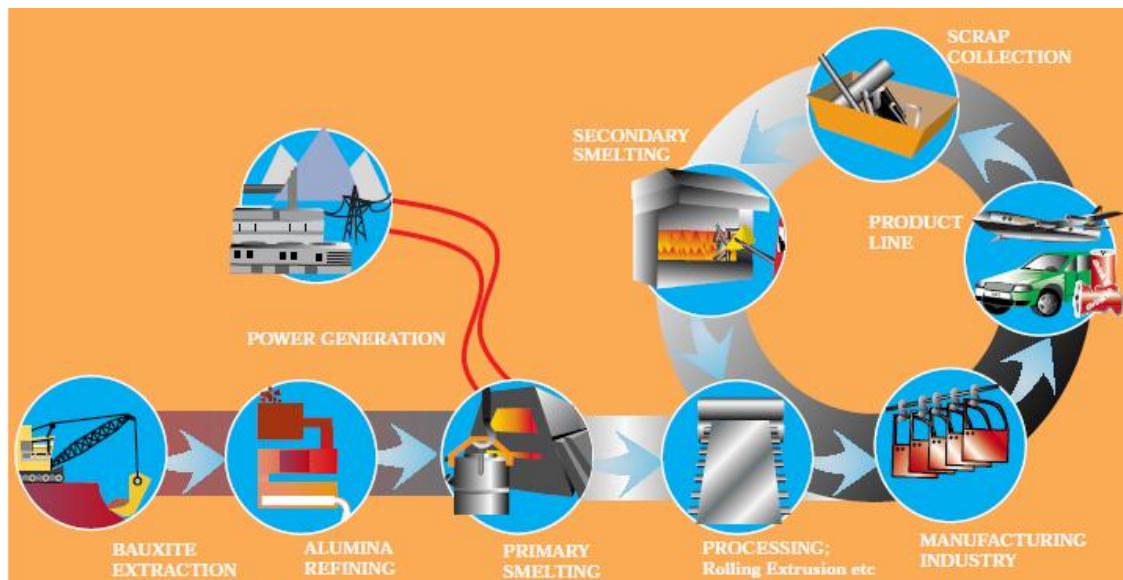 SCRAP
COLLECTION
SECONDARY
SMELTING
PRODUCT
LINE
POWER GENERATION
BAUXITE
EXTRACTION
ALUMINA
REFINING
PRIMARY
SMELTING
PROCESSING;
Rolling Extrusion etc
MANUFACTURING
INDUSTRY